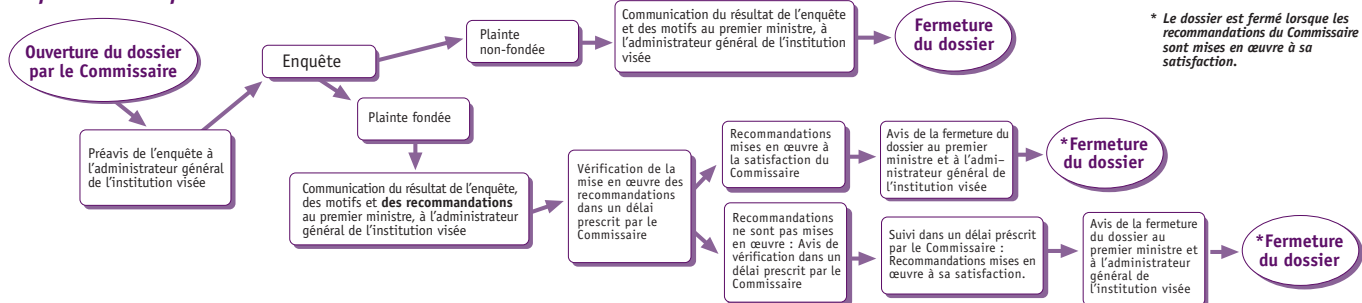 Ouverture du dossier
par le Commissaire
Préavis de l'enquête à
l'administrateur général
de l'institution visée
Enquête
Plainte
non-fondée
Communication du résultat de l'enquête
et des motifs au premier ministre, à
l'administrateur général de l'institution
visée
Fermeture
du dossier
* Le dossier est fermé lorsque les
recommandations du Commissaire
sont mises en œuvre à sa
satisfaction.
Plainte fondée
Communication du résultat de l'enquête,
des motifs et des recommandations
au premier ministre, à l'administrateur
général de l'institution visée
Vérification de la
mise en œuvre des
recommandations
dans un délai
prescrit par le
Commissaire
Recommandations
mises en œuvre à
la satisfaction du
Commissaire
Avis de la fermeture du
dossier au premier
ministre et à l'admi-
nistrateur général de
l'institution visée
*Fermeture
du dossier
Recommandations
ne sont pas mises
en œuvre : Avis de
vérification dans un
délai prescrit par le
Commissaire
Suivi dans un délai préscrit
par le Commissaire :
Recommandations mises en
œuvre à sa satisfaction.
Avis de la fermeture
du dossier au
premier ministre et
à l'administrateur
général de
l'institution visée
*Fermeture
du dossier